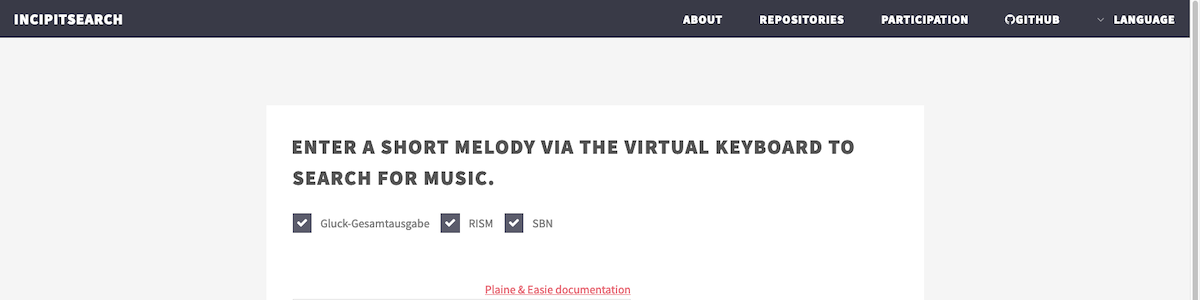 INCIPITSEARCH ABOUT REPOSITORIES PARTICIPATION GITHUB LANGUAGE
ENTER A SHORT MELODY VIA THE VIRTUAL KEYBOARD TO
SEARCH FOR MUSIC.
Gluck-Gesamtausgabe RISM SBN
Plaine & Easie documentation